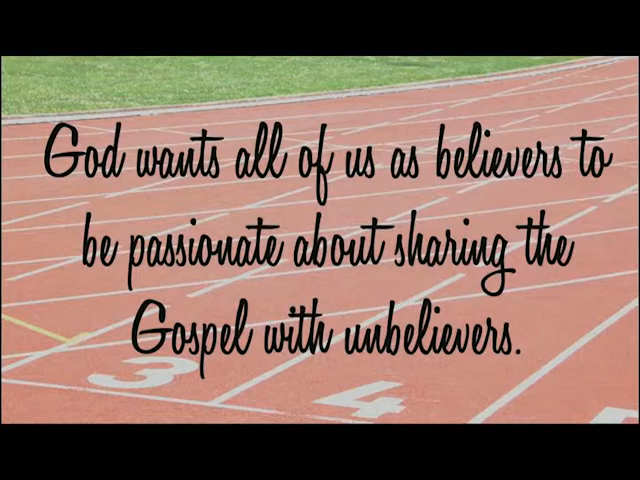 God wants all of us as believers to
be passionate about sharing the
Gospel with unbelievers.
3 4